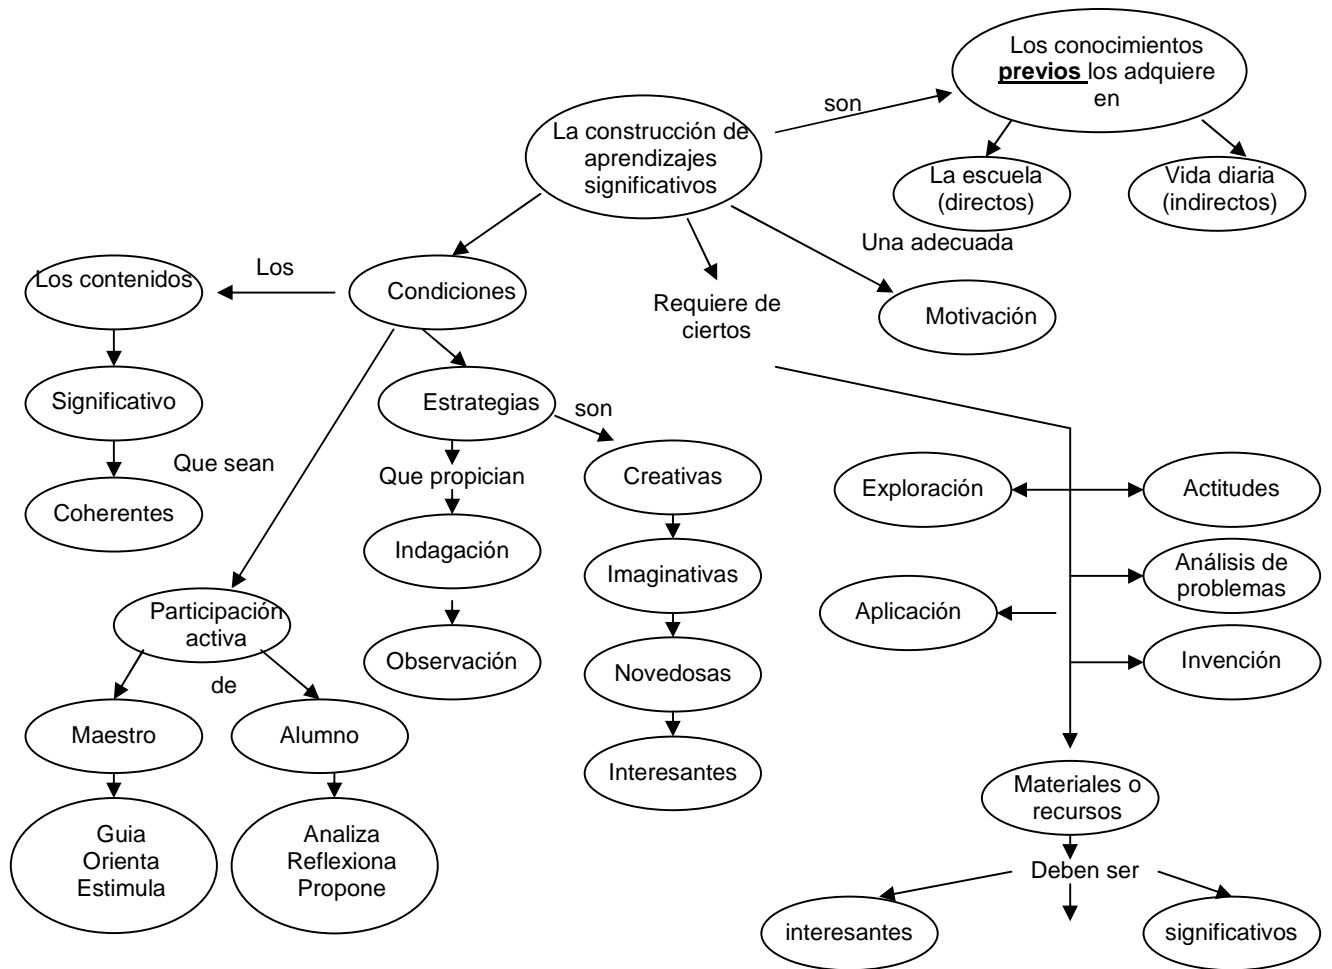 Los conocimientos
previos los adquiere
en
son
La construcción de
aprendizajes
significativos
La escuela
(directos)
Vida diaria
(indirectos)
Una adecuada
Los
Los contenidos
Condiciones
Requiere de
ciertos
Motivación
Significativo
Estrategias
son
Que sean
Que propician
Creativas
Exploración
Actitudes
Coherentes
Indagación
Imaginativas
Análisis de
problemas
Participación
activa
Aplicación
Observación
Novedosas
Invención
de
Maestro
Alumno
Interesantes
Materiales o
recursos
Guia
Orienta
Estimula
Analiza
Reflexiona
Propone
Deben ser
interesantes
significativos